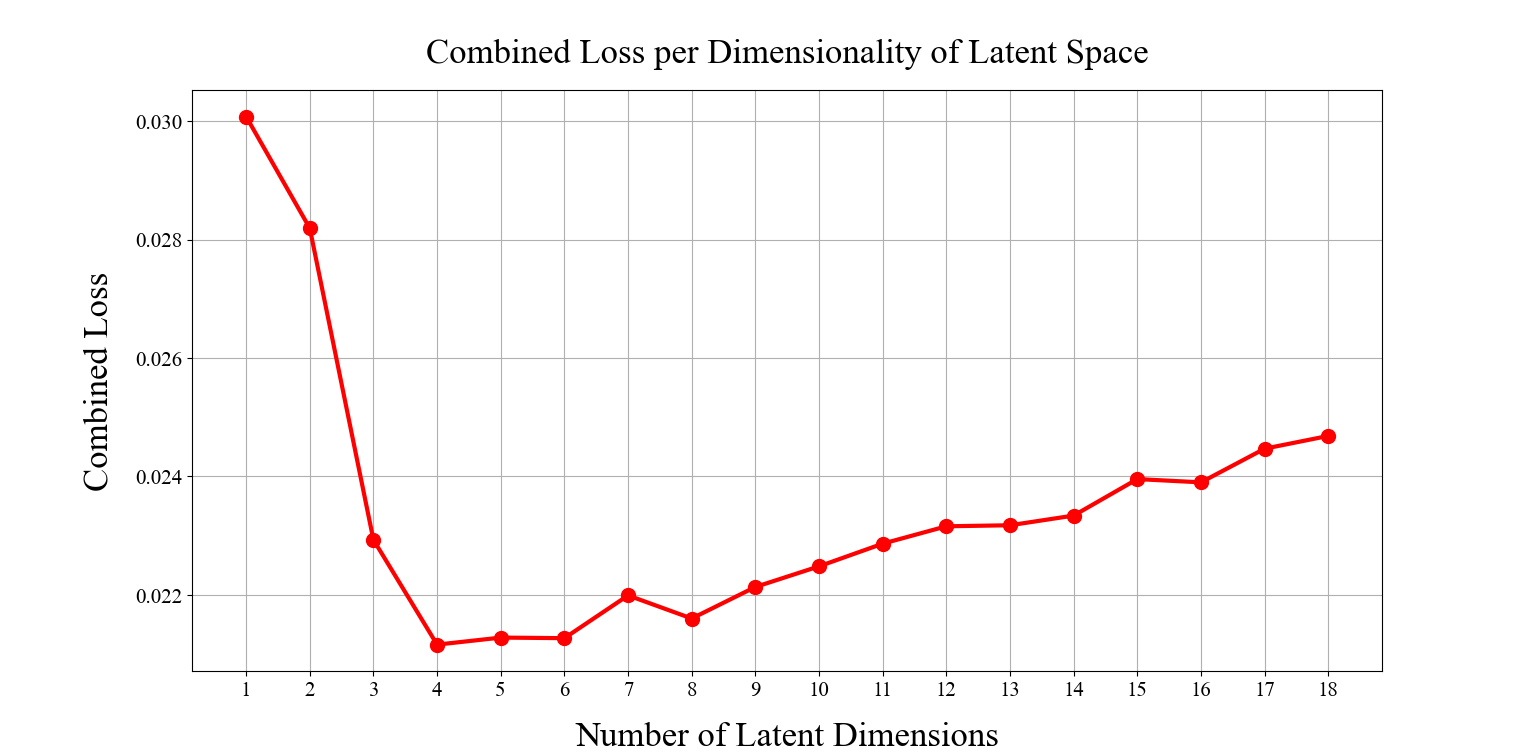 Combined Loss per Dimensionality of Latent Space
0.030
0.028
0.026
0.024
0.022
Combined Loss
1 2 3 4 5 6 7 8 9 10 11 12 13 14 15 16 17 18
Number of Latent Dimensions